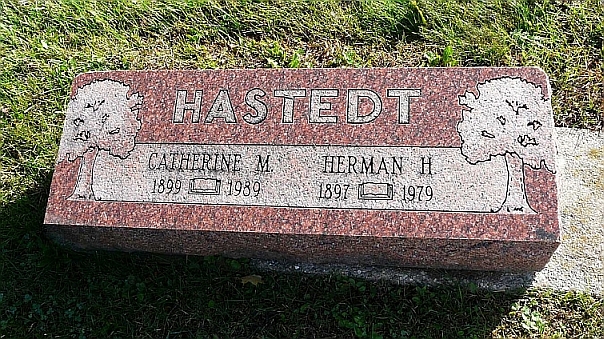 HASTEDT
CATHERINE M. HERMAN H.
1899 1989 1897 1979